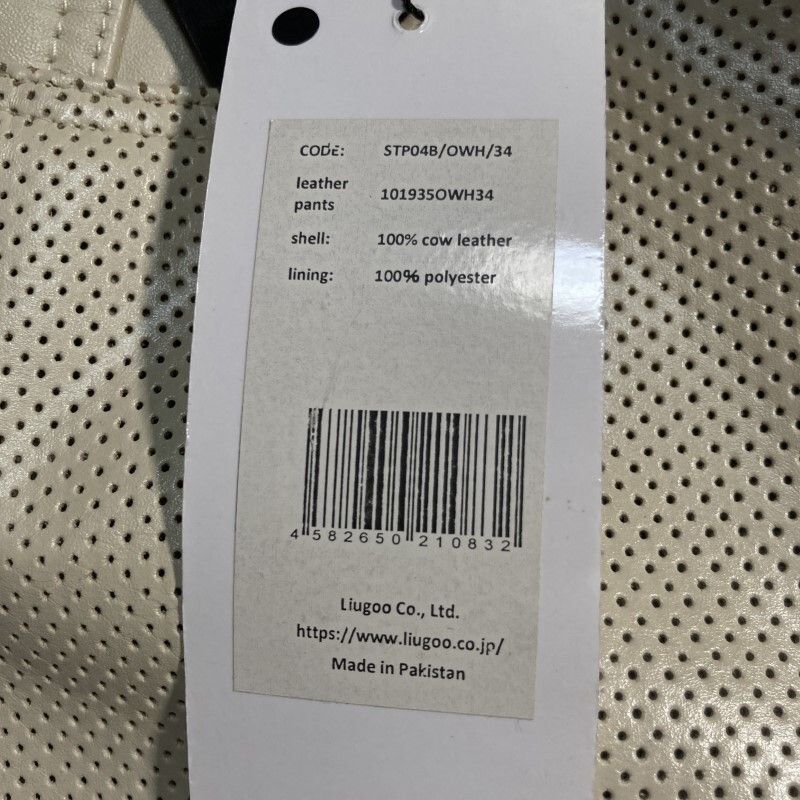 CODE: STP04B/OWH/34
leather
pants 101935OWH34
shell: 100% cow leather
lining: 100% polyester
4 582650 210832
Liugoo Co., Ltd.
https://www.liugoo.co.jp/
Made in Pakistan